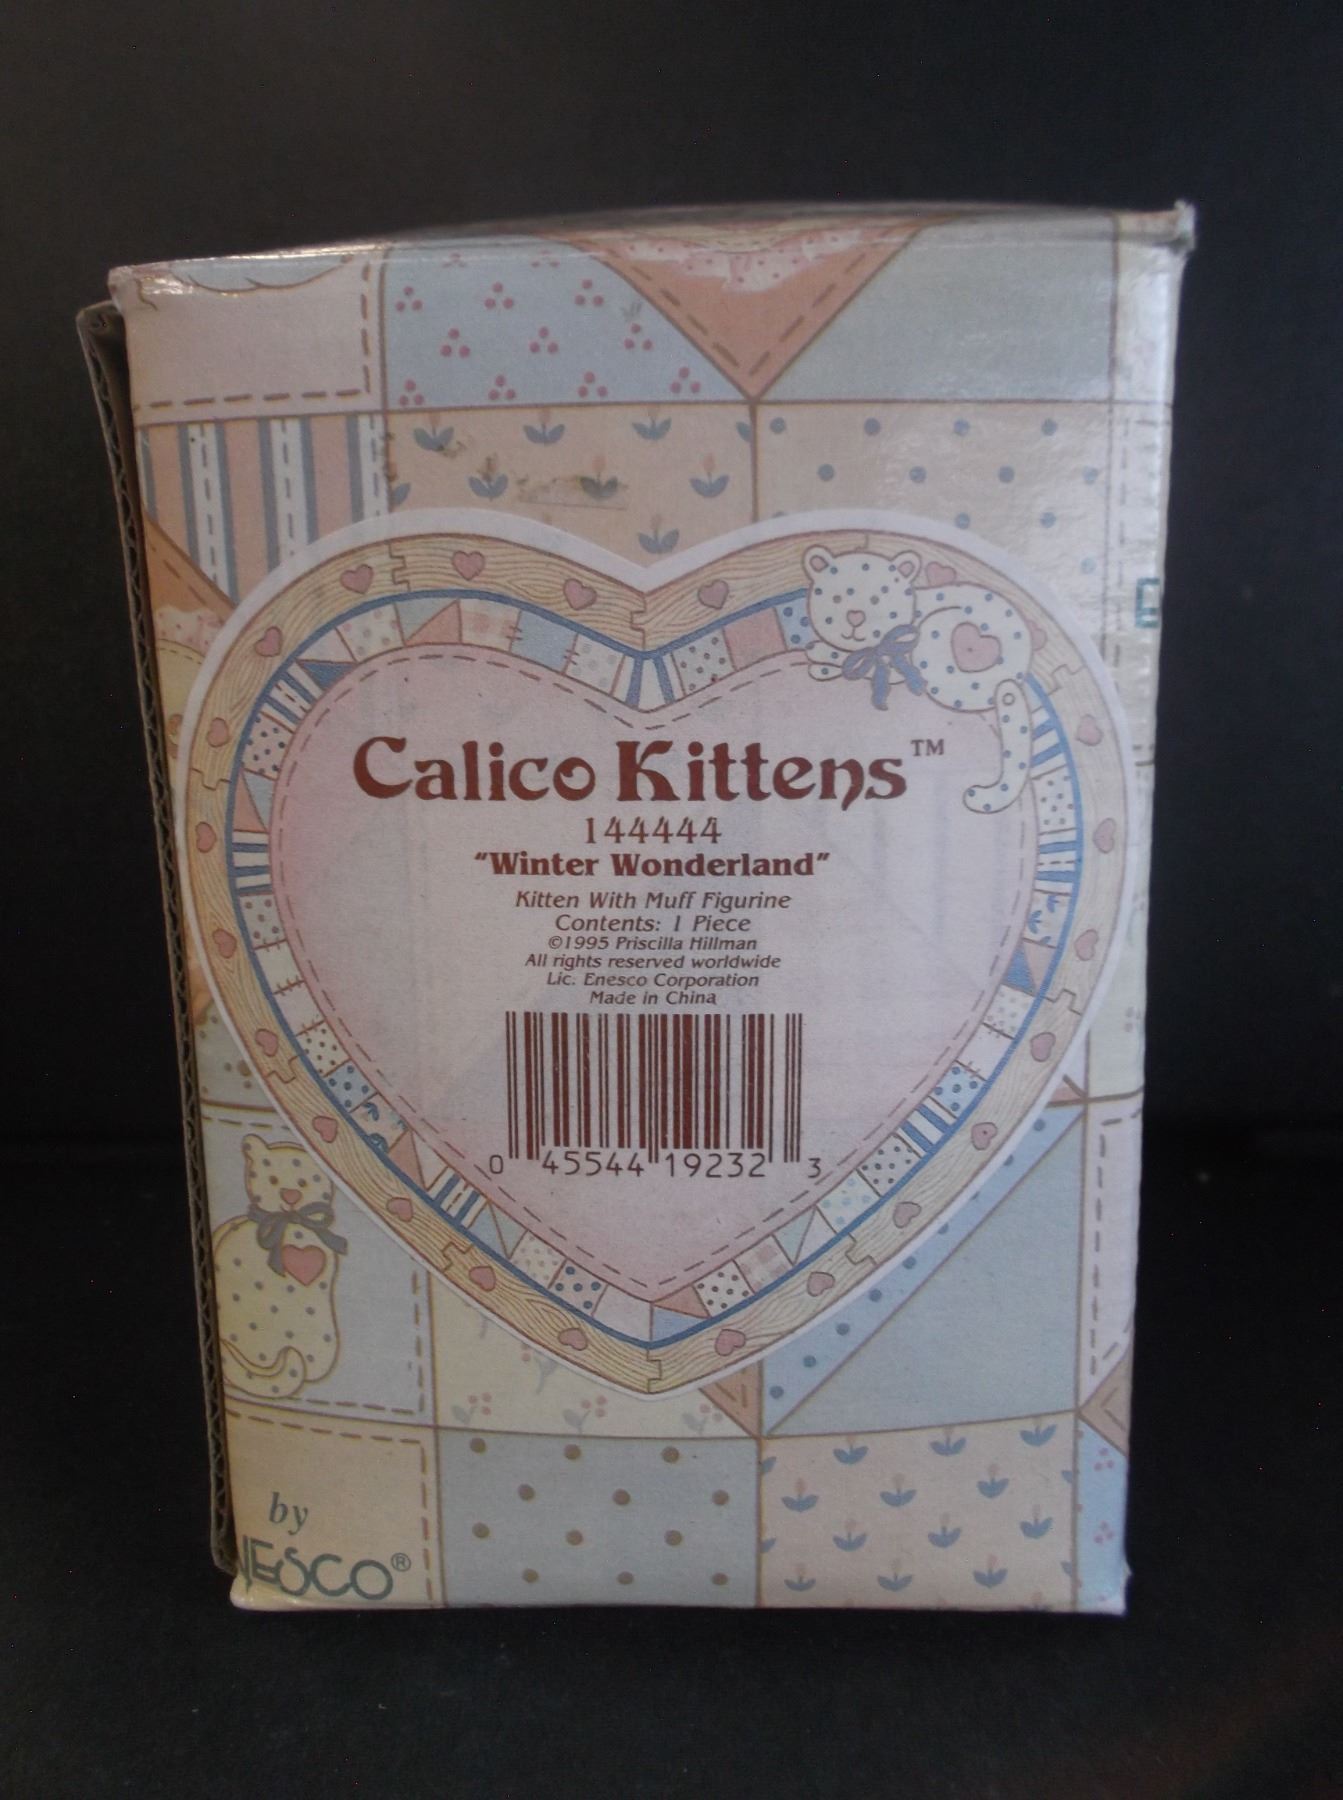 Calico Kittens™
144444
"Winter Wonderland"
Kitten With Muff Figurine
Contents: 1 Piece
©1995 Priscilla Hillman
All rights reserved worldwide
Lic. Enesco Corporation
Made in China
0 45544 19232 3
by
NESCO®